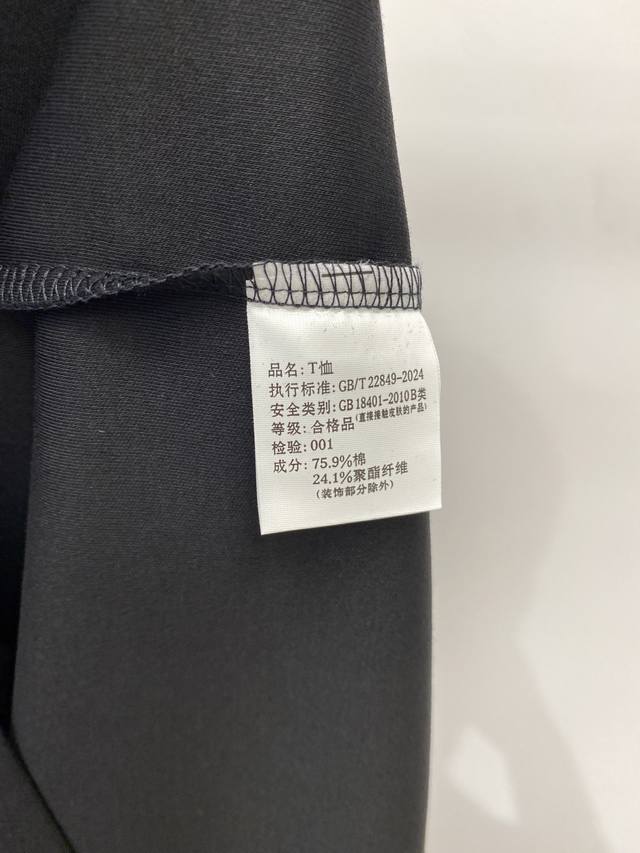 品名: T恤
执行标准: GB/T 22849-2024
安全类别: GB 18401-2010 B类
(直接接触皮肤的产品)
等级: 合格品
检验: 001
成分: 75.9%棉
24.1%聚酯纤维
(装饰部分除外)